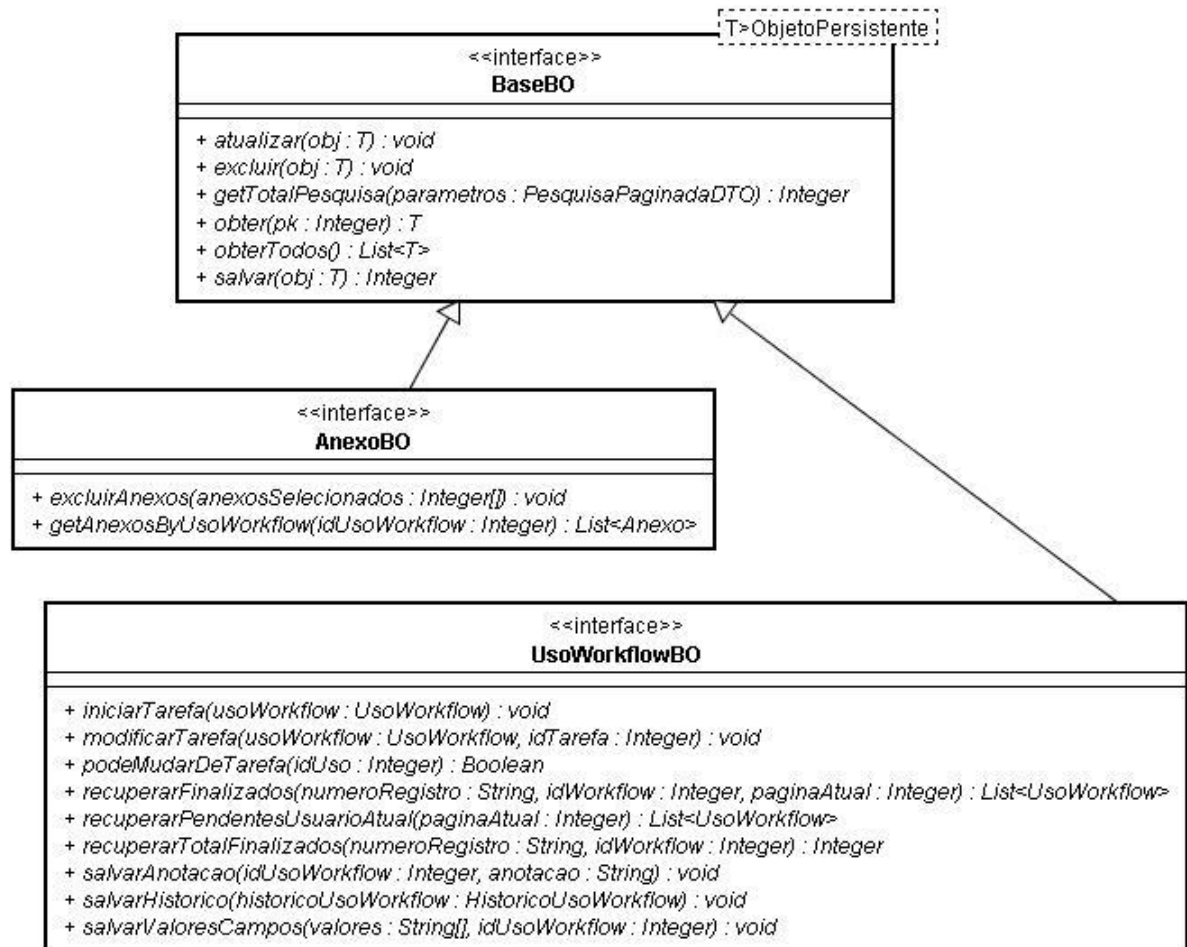 T>ObjetoPersistente
<<interface>>
BaseBO
+ atualizar(obj : T) : void
+ excluir(obj : T) : void
+ getTotalPesquisa(parametros : PesquisaPaginadaDTO) : Integer
+ obter(pk : Integer) : T
+ obterTodos() : List<T>
+ salvar(obj : T) : Integer
<<interface>>
AnexoBO
+ excluirAnexos(anexosSelecionados : Integer[]) : void
+ getAnexosByUsoWorkflow(idUsoWorkflow : Integer) : List<Anexo>
<<interface>>
UsoWorkflowBO
+ iniciarTarefa(usoWorkflow : UsoWorkflow) : void
+ modificarTarefa(usoWorkflow : UsoWorkflow, idTarefa : Integer) : void
+ podeMudarDeTarefa(idUso : Integer) : Boolean
+ recuperarFinalizados(numeroRegistro : String, idWorkflow : Integer, paginaAtual : Integer) : List<UsoWorkflow>
+ recuperarPendentesUsuarioAtual(paginaAtual : Integer) : List<UsoWorkflow>
+ recuperarTotalFinalizados(numeroRegistro : String, idWorkflow : Integer) : Integer
+ salvarAnotacao(idUsoWorkflow : Integer, anotacao : String) : void
+ salvarHistorico(historicoUsoWorkflow : HistoricoUsoWorkflow) : void
+ salvarValoresCampos(valores : String[], idUsoWorkflow : Integer) : void